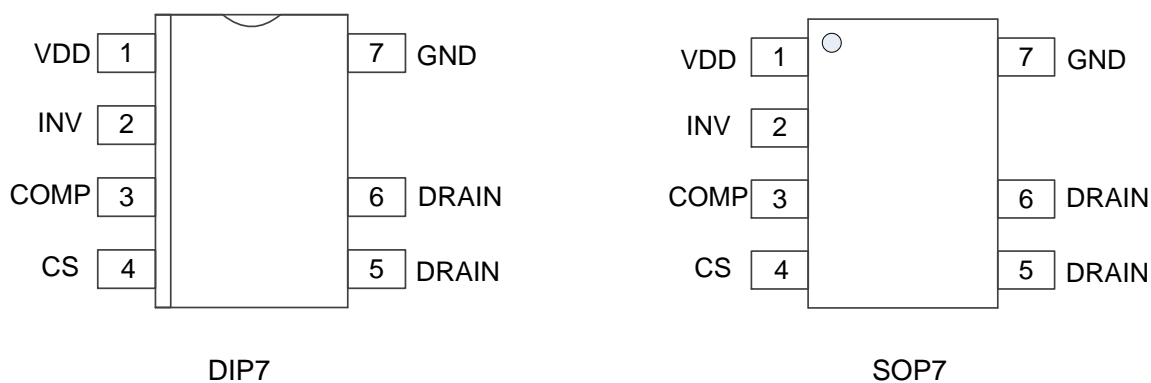 VDD 1 7 GND
INV 2
COMP 3 6 DRAIN
CS 4 5 DRAIN
DIP7
VDD 1 7 GND
INV 2
COMP 3 6 DRAIN
CS 4 5 DRAIN
SOP7